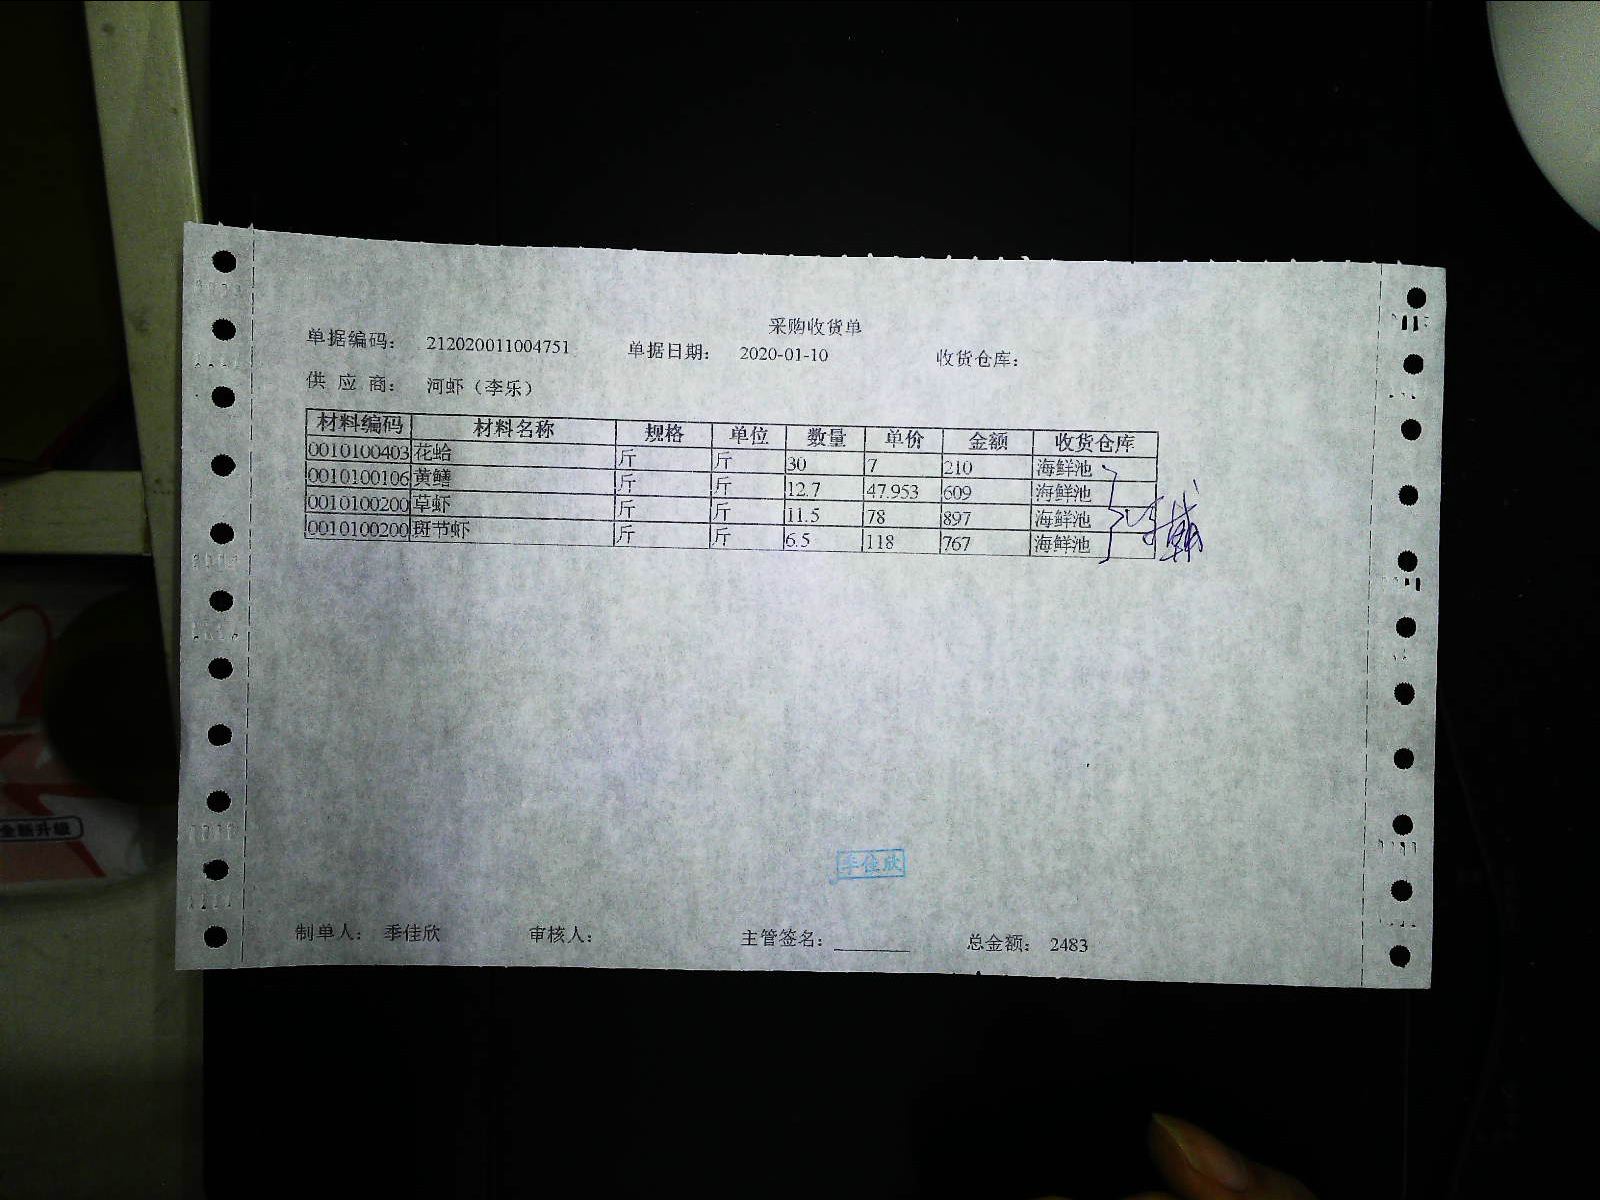 采购收货单
单据编码： 212020011004751 单据日期： 2020-01-10 收货仓库：
供 应 商： 河虾（李乐）
材料编码 材料名称 规格 单位 数量 单价 金额 收货仓库
0010100403 花蛤 斤 斤 30 7 210 海鲜池
0010100106 黄鳝 斤 斤 12.7 47.953 609 海鲜池
0010100200 草虾 斤 斤 11.5 78 897 海鲜池
0010100200 斑节虾 斤 斤 6.5 118 767 海鲜池
季佳欣
制单人： 季佳欣 审核人： 主管签名： 总金额： 2483
全新升级